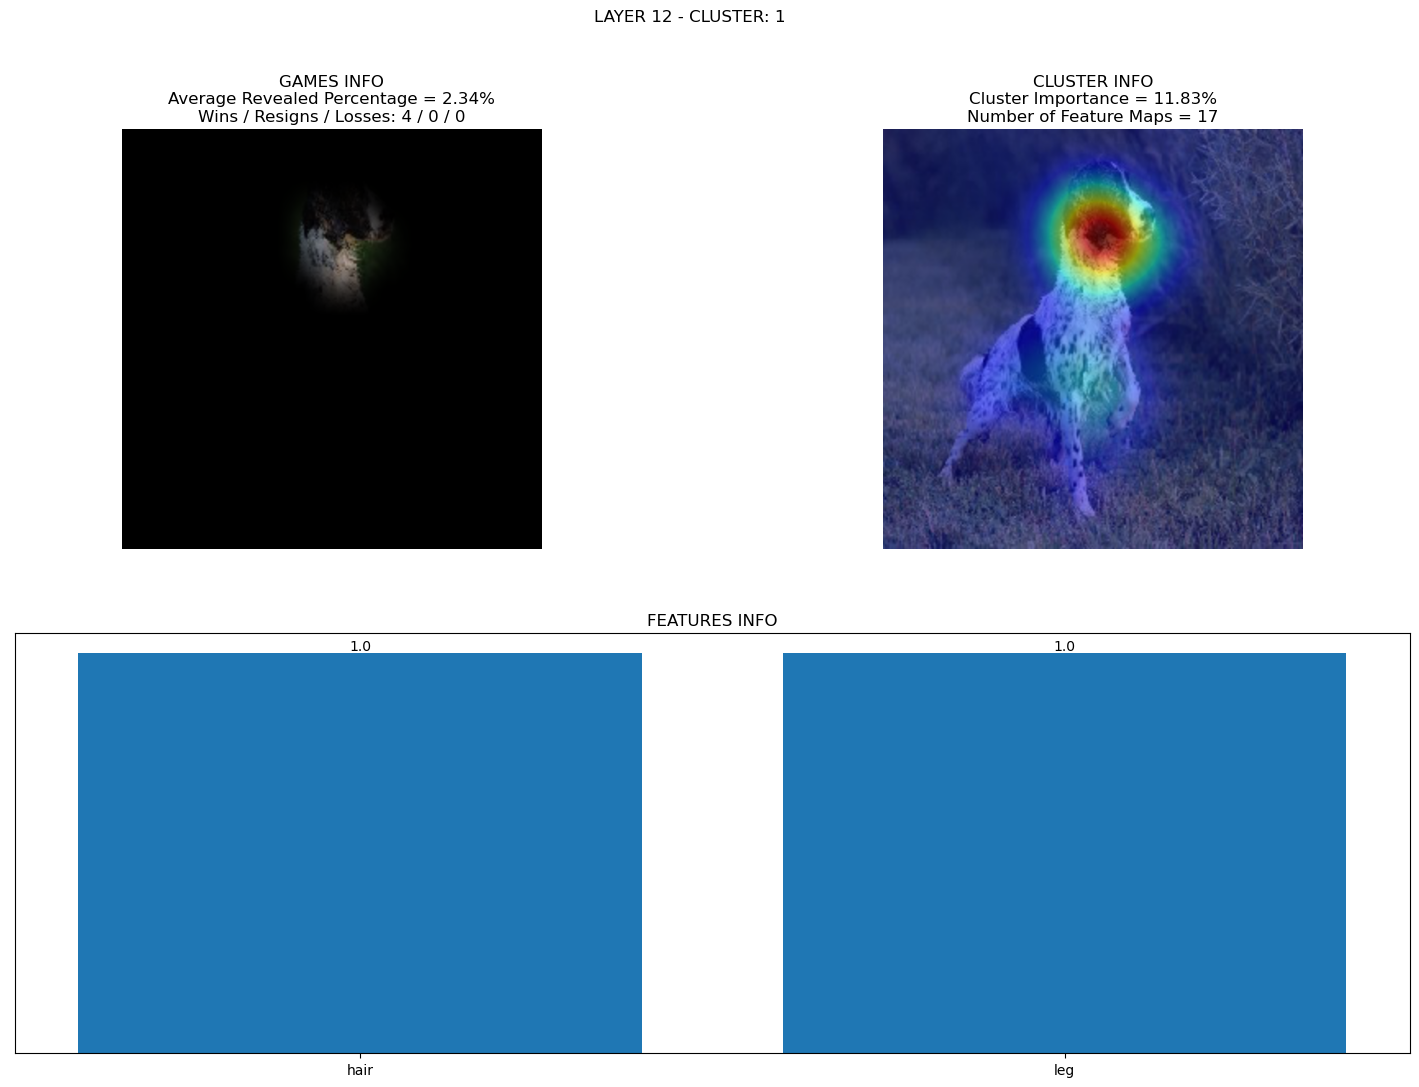 LAYER 12 - CLUSTER: 1
GAMES INFO
Average Revealed Percentage = 2.34%
Wins / Resigns / Losses: 4 / 0 / 0
CLUSTER INFO
Cluster Importance = 11.83%
Number of Feature Maps = 17
FEATURES INFO
1.0
1.0
hair
leg